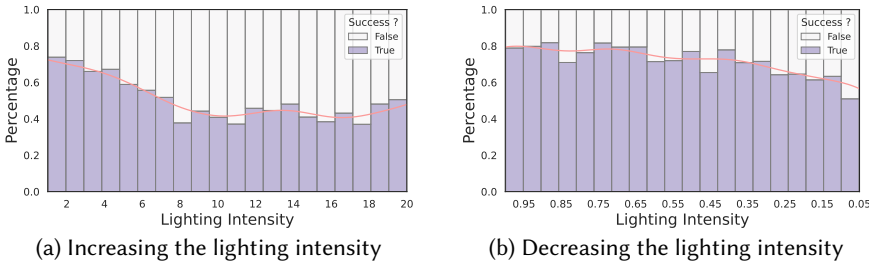 1.0
0.8
0.6
0.4
0.2
0.0
Percentage
Success ?
False
True
2 4 6 8 10 12 14 16 18 20
Lighting Intensity
(a) Increasing the lighting intensity
1.0
0.8
0.6
0.4
0.2
0.0
Percentage
Success ?
False
True
0.95 0.85 0.75 0.65 0.55 0.45 0.35 0.25 0.15 0.05
Lighting Intensity
(b) Decreasing the lighting intensity